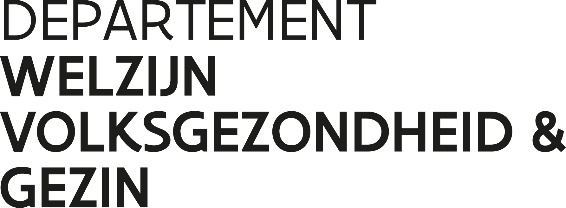 DEPARTEMENT
WELZIJN
VOLKSGEZONDHEID &
GEZIN